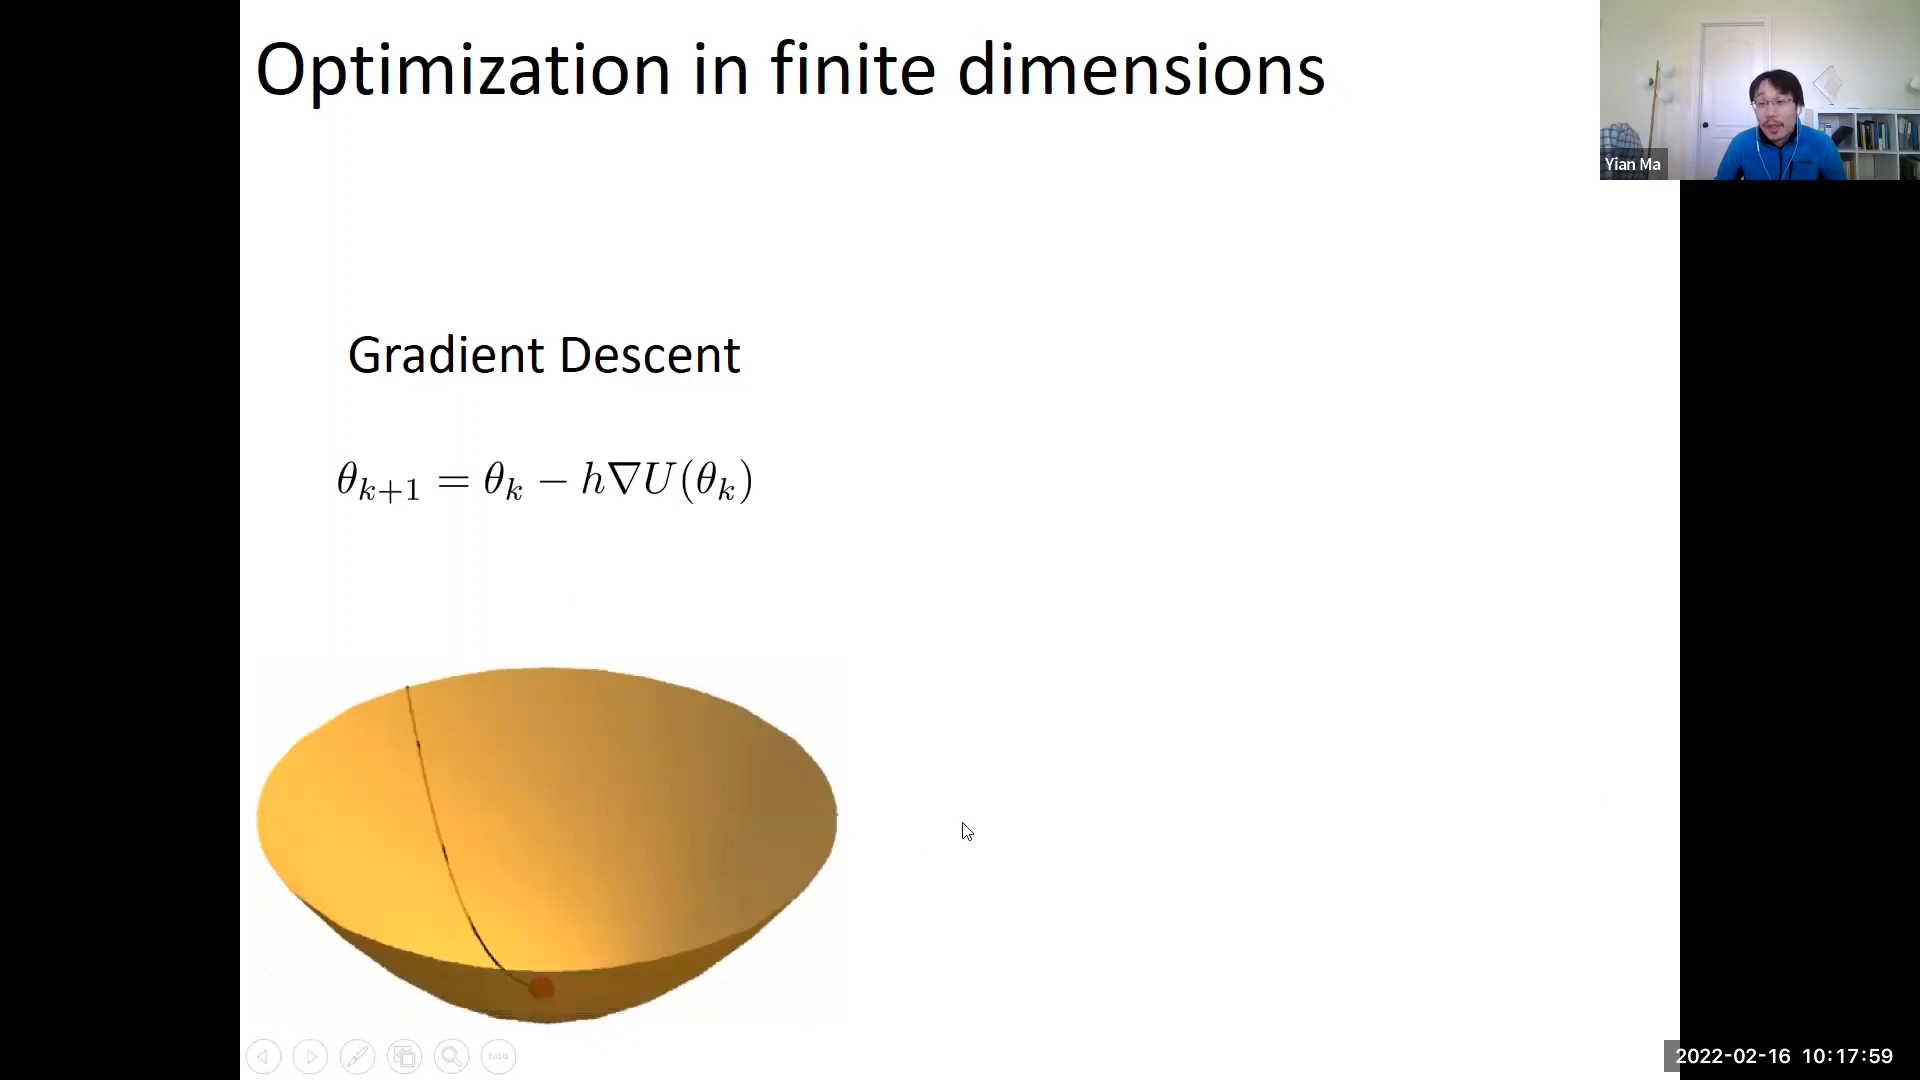 Optimization in finite dimensions
Yian Ma
Gradient Descent
θ_{k+1} = θ_k − h∇U(θ_k)
2022-02-16 10:17:59